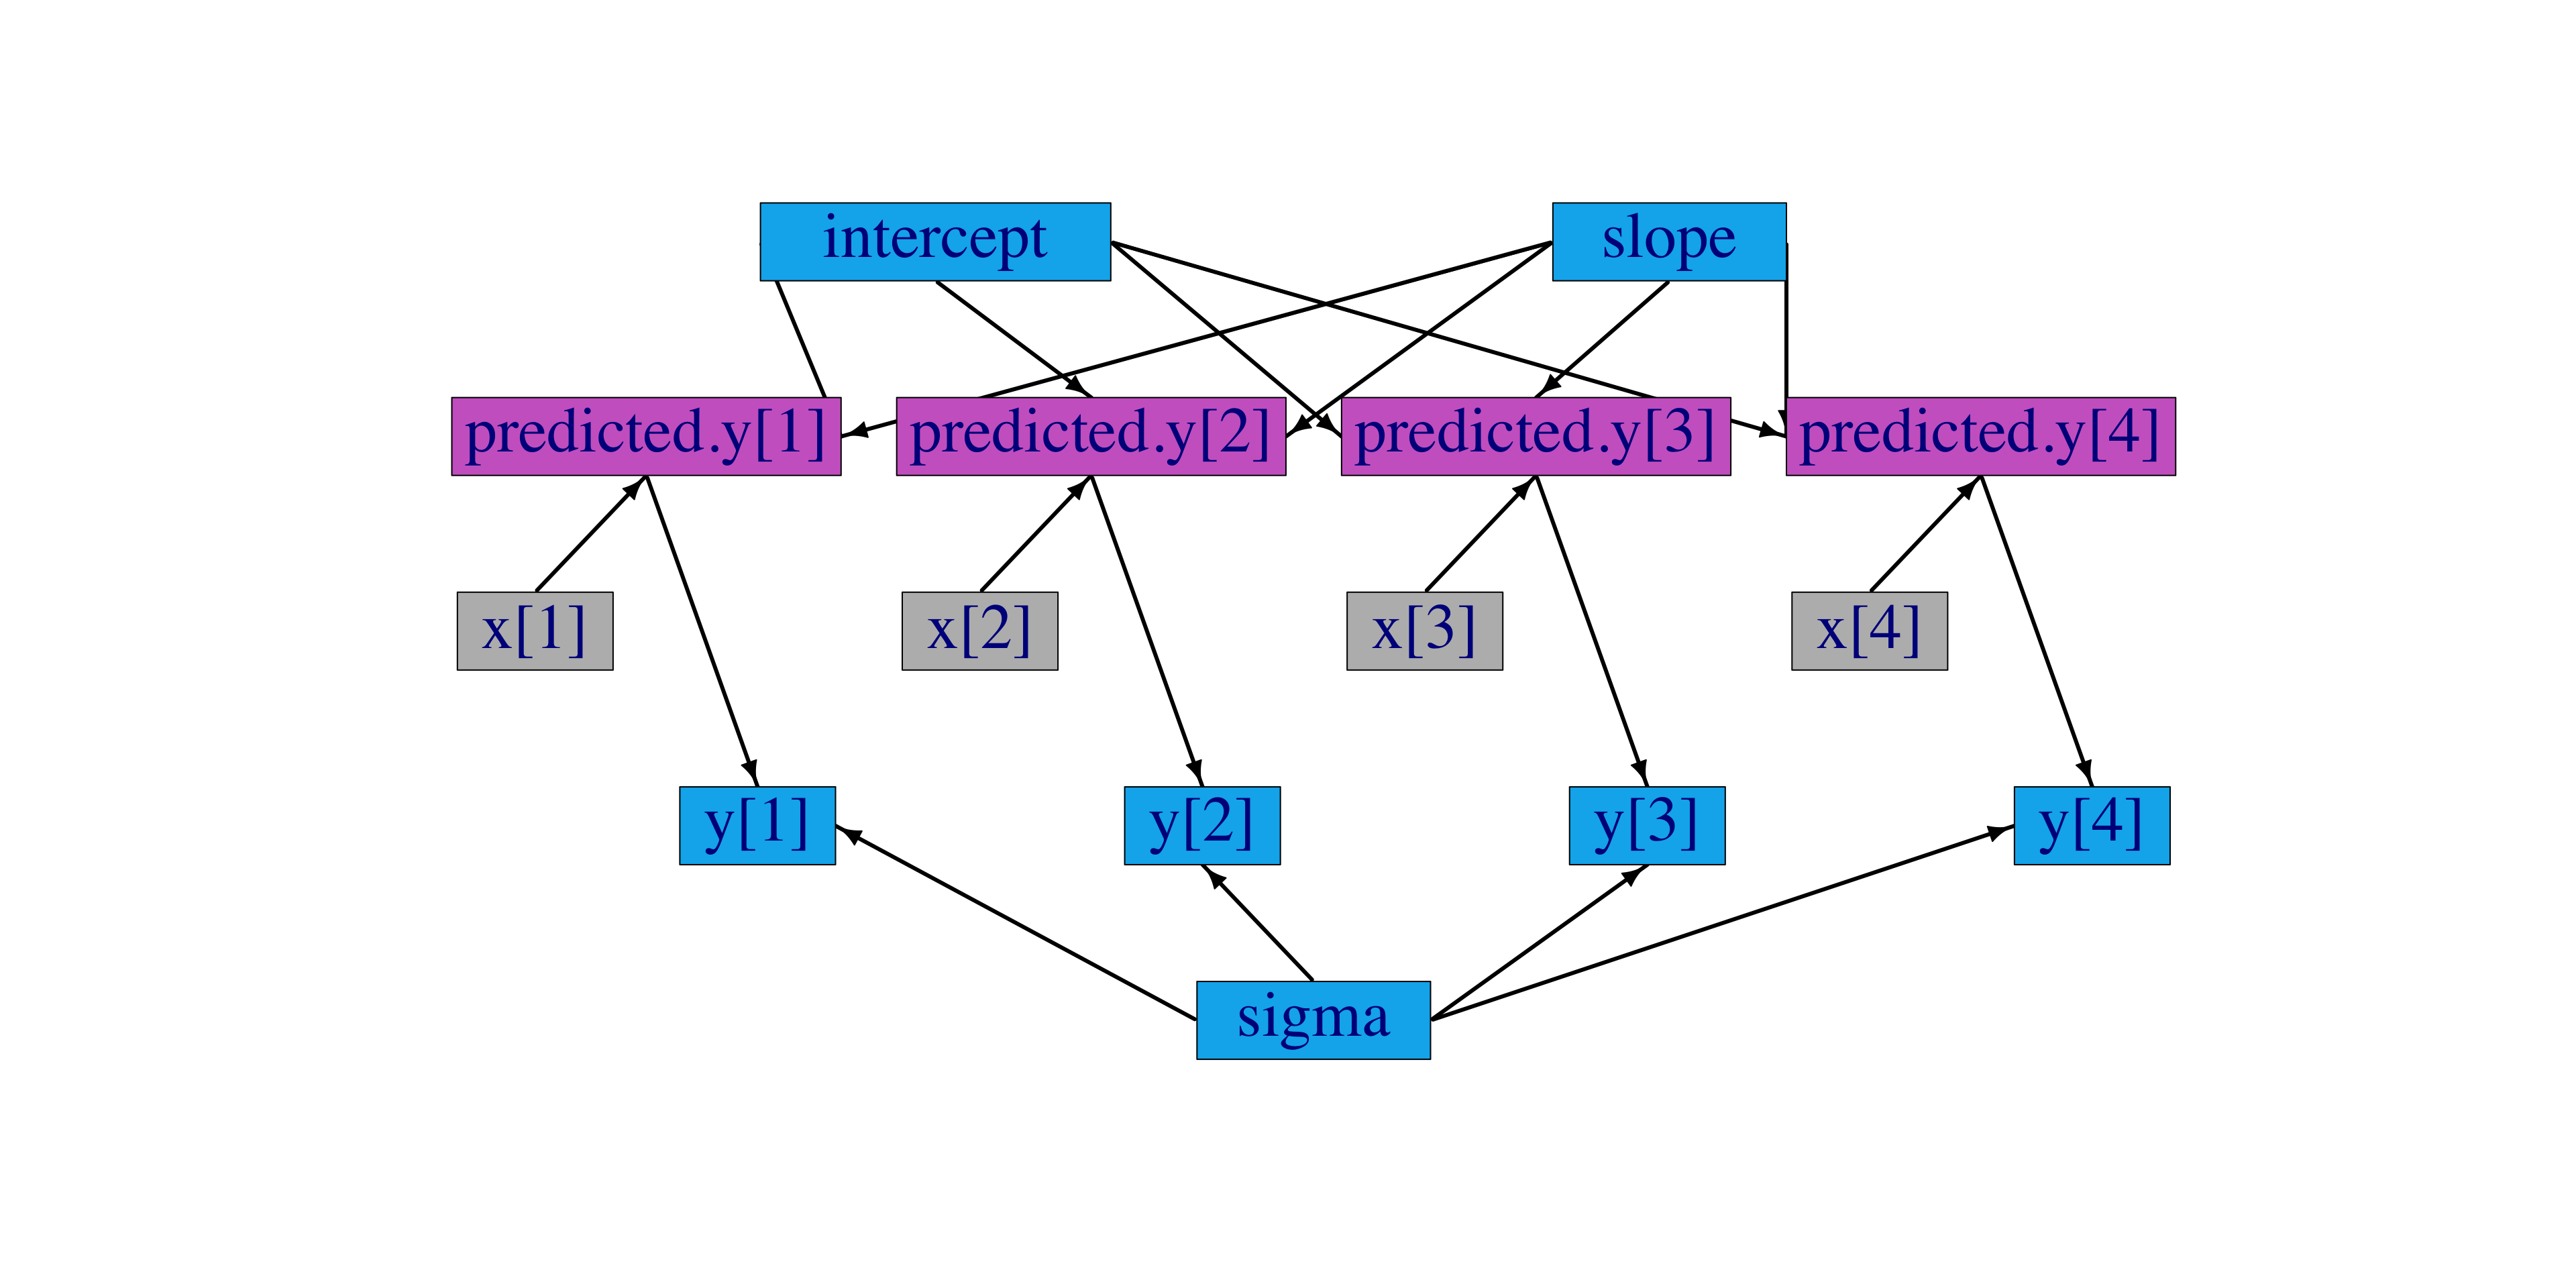 intercept
slope
predicted.y[1]
predicted.y[2]
predicted.y[3]
predicted.y[4]
x[1]
x[2]
x[3]
x[4]
y[1]
y[2]
y[3]
y[4]
sigma